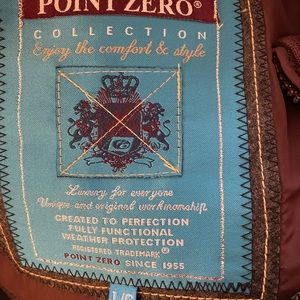 POINT ZERO®
COLLECTION
Enjoy the comfort & style
Luxury for everyone
Unique and original workmanship
CREATED TO PERFECTION
FULLY FUNCTIONAL
WEATHER PROTECTION
REGISTERED TRADEMARK®
POINT ZERO SINCE 1955